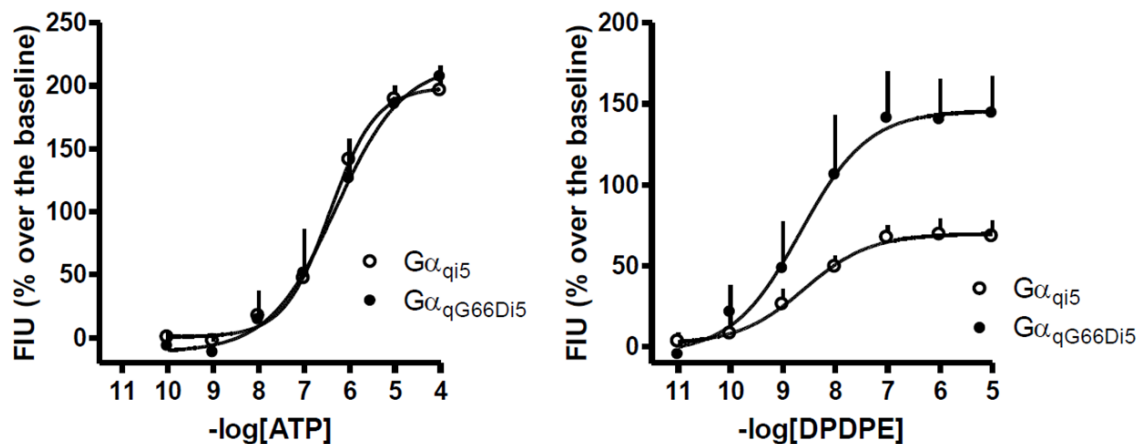 FIU (% over the baseline)
250
200
150
100
50
0
11 10 9 8 7 6 5 4
-log[ATP]
Gαqi5
GαqG66Di5
FIU (% over the baseline)
200
150
100
50
0
11 10 9 8 7 6 5
-log[DPDPE]
Gαqi5
GαqG66Di5